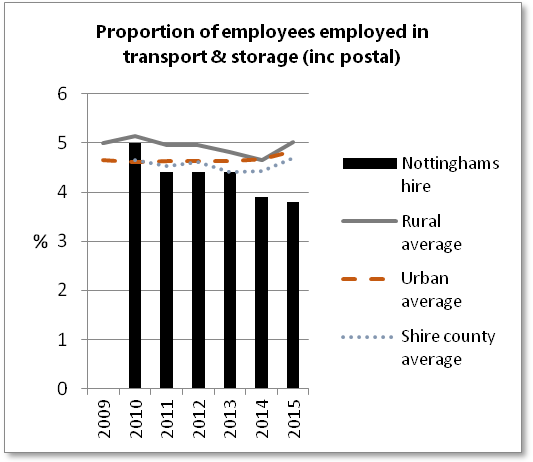 Proportion of employees employed in
transport & storage (inc postal)
6
5
4
3
2
1
0
%
2009
2010
2011
2012
2013
2014
2015
Nottinghams
hire
Rural
average
Urban
average
Shire county
average